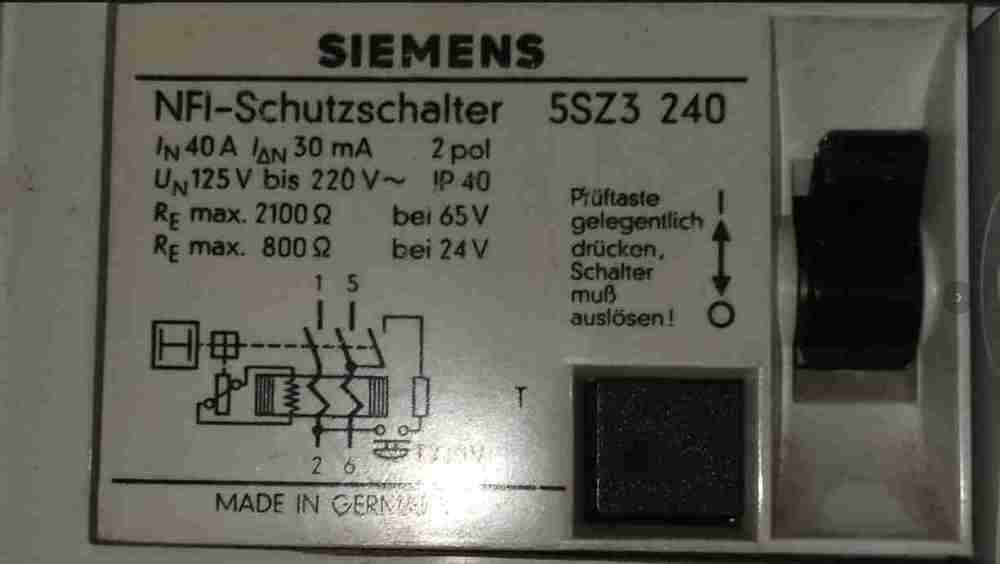 SIEMENS
NFI-Schutzschalter 5SZ3 240
IN 40 A IΔN 30 mA 2 pol
UN 125 V bis 220 V~ IP 40
RE max. 2100 Ω bei 65 V
RE max. 800 Ω bei 24 V
Prüftaste
gelegentlich
drücken,
Schalter
muß
auslösen!
I
O
1 5
H
T
2 6
MADE IN